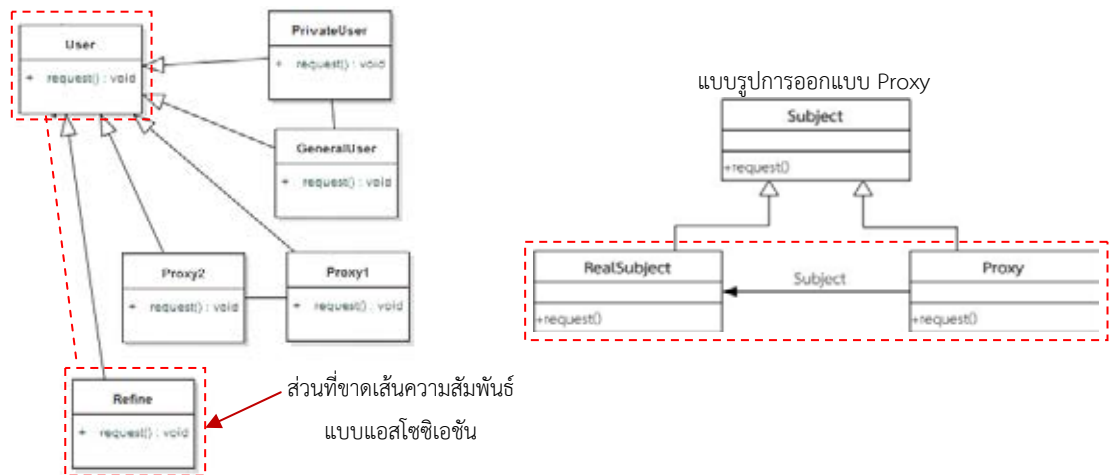 User
+ request() : void
PrivateUser
+ request() : void
GeneralUser
+ request() : void
Proxy2
+ request() : void
Proxy1
+ request() : void
Refine
+ request() : void
ส่วนที่ขาดเส้นความสัมพันธ์
แบบแอสโซซิเอชัน
แบบรูปการออกแบบ Proxy
Subject
+request()
RealSubject
+request()
Subject
Proxy
+request()